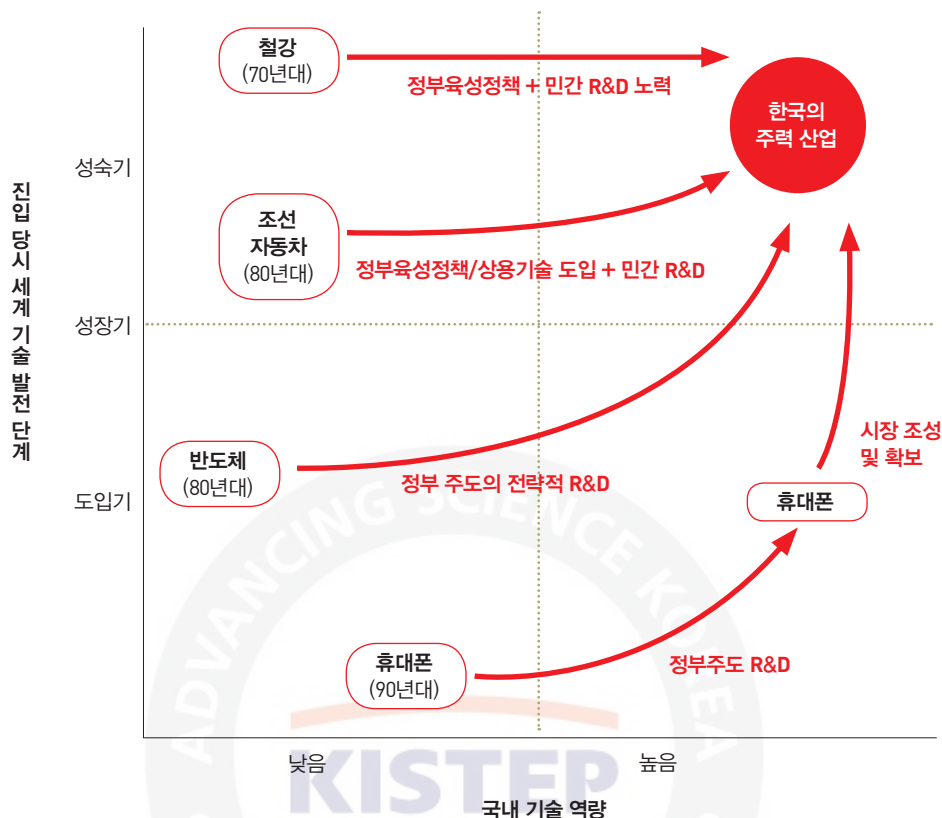 철강
(70년대)
정부육성정책 + 민간 R&D 노력
한국의
주력 산업
성숙기
진입 당시 세계 기술 발전 단계
조선
자동차
(80년대)
정부육성정책/상용기술 도입 + 민간 R&D
성장기
시장 조성
및 확보
반도체
(80년대)
정부 주도의 전략적 R&D
도입기
휴대폰
ADVANCING SCIENCE KOREA
휴대폰
(90년대)
정부주도 R&D
KISTEP
낮음
높음
국내 기술 역량